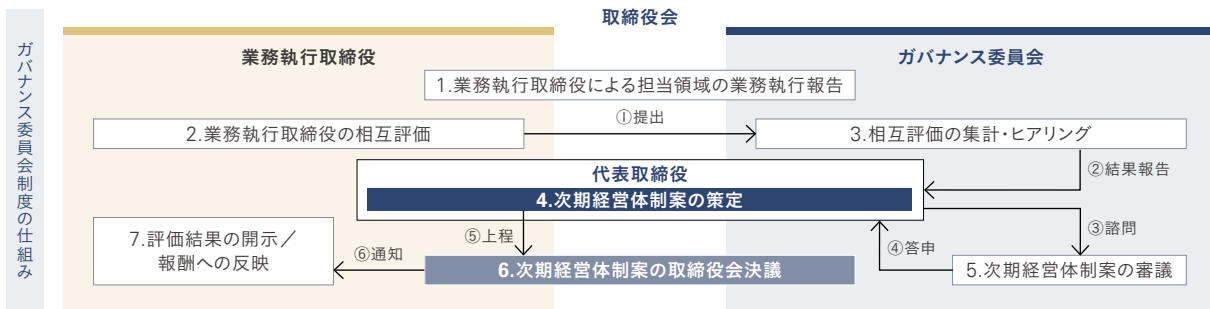 ガバナンス委員会制度の仕組み
取締役会
業務執行取締役
ガバナンス委員会
1.業務執行取締役による担当領域の業務執行報告
2.業務執行取締役の相互評価
①提出
3.相互評価の集計・ヒアリング
②結果報告
代表取締役
4.次期経営体制案の策定
③諮問
④答申
5.次期経営体制案の審議
⑤上程
6.次期経営体制案の取締役会決議
⑥通知
7.評価結果の開示／
報酬への反映